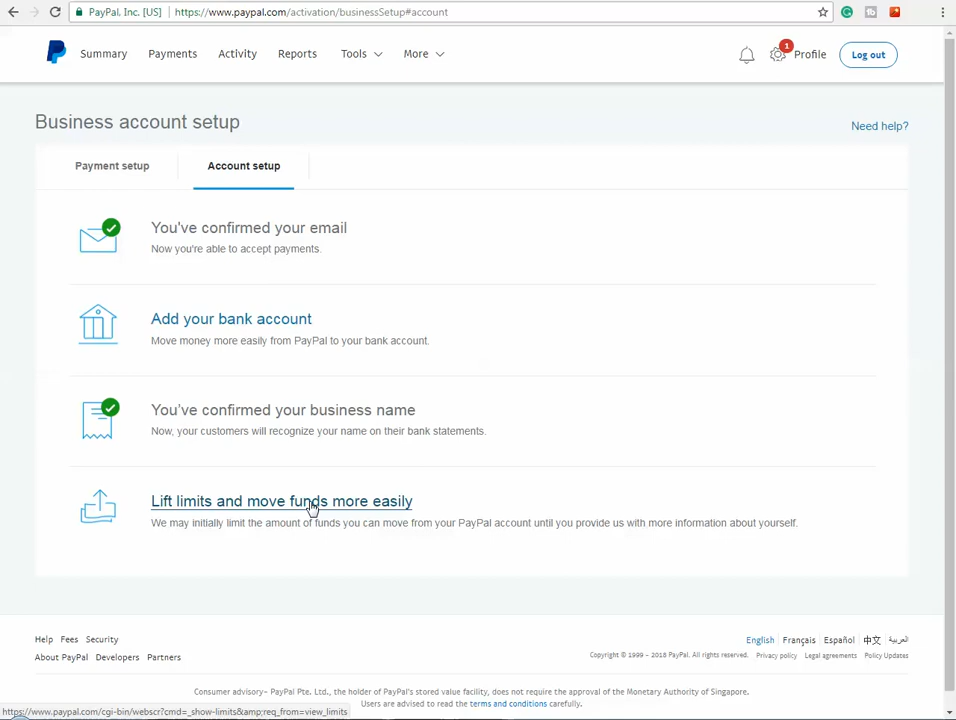 PayPal, Inc. [US] https://www.paypal.com/activation/businessSetup#account
Summary Payments Activity Reports Tools More 1 Profile Log out
Business account setup
Need help?
Payment setup Account setup
You've confirmed your email
Now you're able to accept payments.
Add your bank account
Move money more easily from PayPal to your bank account.
You've confirmed your business name
Now, your customers will recognize your name on their bank statements.
Lift limits and move funds more easily
We may initially limit the amount of funds you can move from your PayPal account until you provide us with more information about yourself.
Help Fees Security
English Français Español 中文 العربية
About PayPal Developers Partners
Copyright © 1999 – 2018 PayPal. All rights reserved. Privacy policy Legal agreements Policy Updates
Consumer advisory- PayPal Pte. Ltd., the holder of PayPal's stored value facility, does not require the approval of the Monetary Authority of Singapore.
Users are advised to read the terms and conditions carefully.
https://www.paypal.com/cgi-bin/webscr?cmd=_show-limits&amp;req_from=view_limits